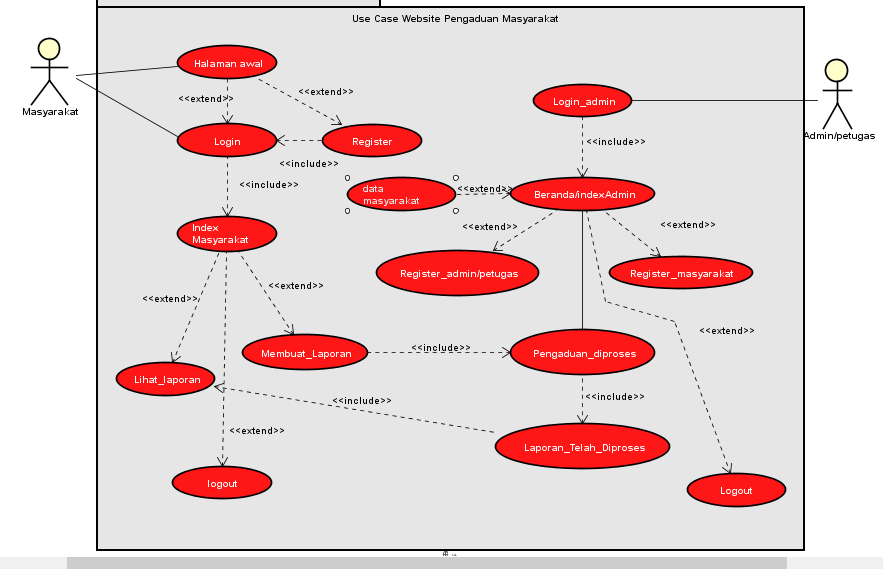 Use Case Website Pengaduan Masyarakat
Halaman awal
<<extend>>
<<extend>>
Masyarakat
Login_admin
Admin/petugas
Login
Register
<<include>>
<<include>>
<<include>>
data
masyarakat
<<extend>>
Beranda/indexAdmin
Index
Masyarakat
<<extend>>
<<extend>>
Register_admin/petugas
Register_masyarakat
<<extend>>
<<extend>>
<<extend>>
Membuat_Laporan
<<include>>
Pengaduan_diproses
Lihat_laporan
<<include>>
<<include>>
<<extend>>
Laporan_Telah_Diproses
logout
Logout